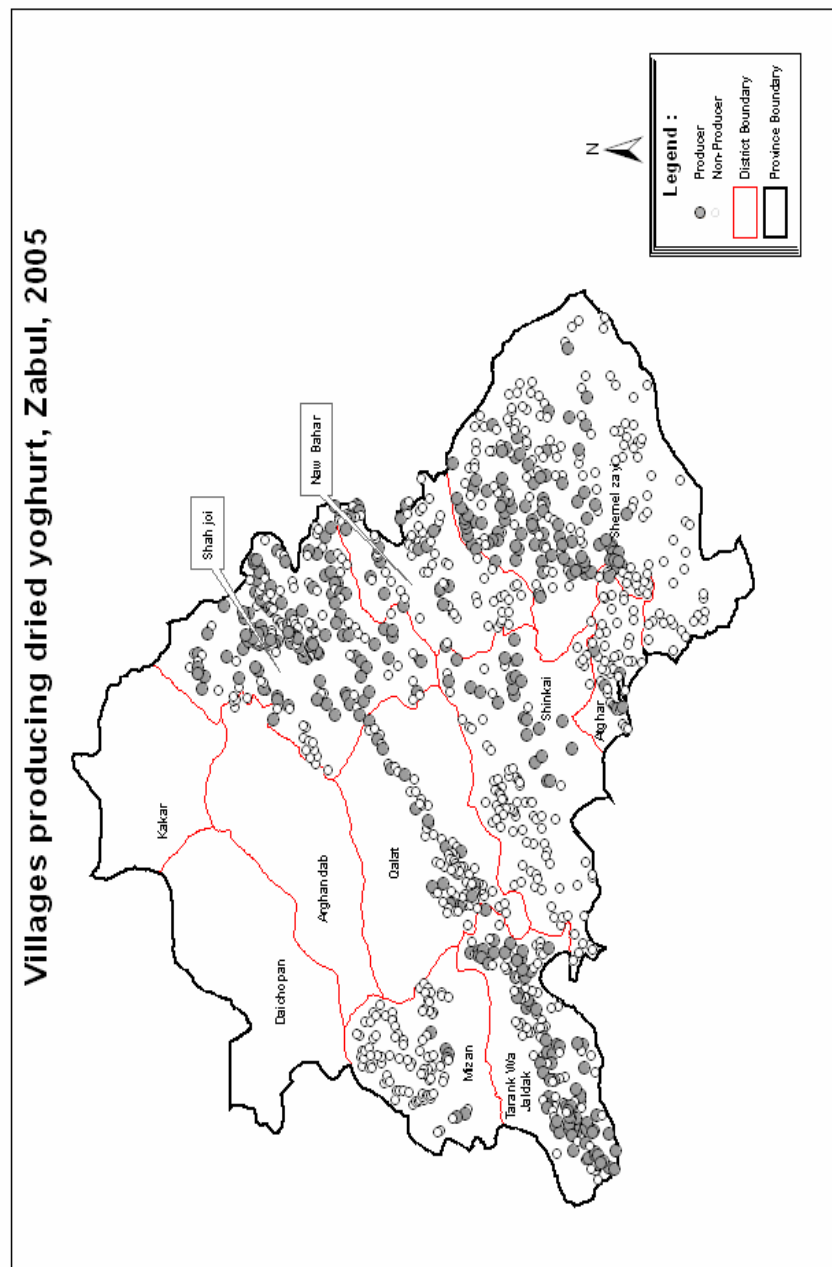 Villages producing dried yoghurt, Zabul, 2005
Kakar
Shah joi
Daichopan
Arghandab
Naw Bahar
Qalat
Mizan
Tarank Wa
Jaldak
Shinkai
Atghar
Shemel zayi
N
Legend :
Producer
Non-Producer
District Boundary
Province Boundary